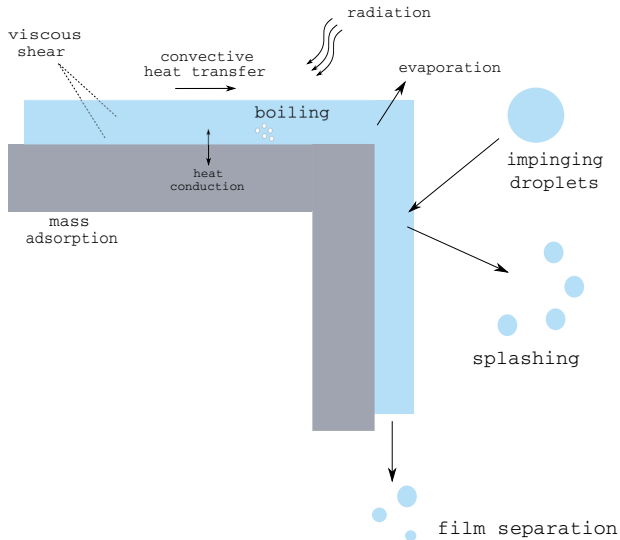 radiation
viscous
shear
convective
heat transfer
evaporation
boiling
impinging
droplets
heat
conduction
mass
adsorption
splashing
film separation